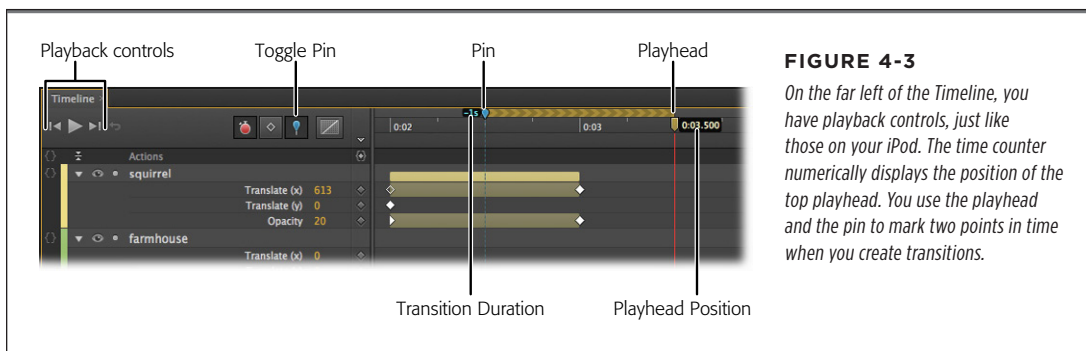 Playback controls
Toggle Pin
Pin
Playhead
FIGURE 4-3
On the far left of the Timeline, you
have playback controls, just like
those on your iPod. The time counter
numerically displays the position of the
top playhead. You use the playhead
and the pin to mark two points in time
when you create transitions.
Timeline
-1s
0:02
0:03
0:03.500
Actions
squirrel
Translate (x) 613
Translate (y) 0
Opacity 20
farmhouse
Translate (x) 0
Transition Duration
Playhead Position